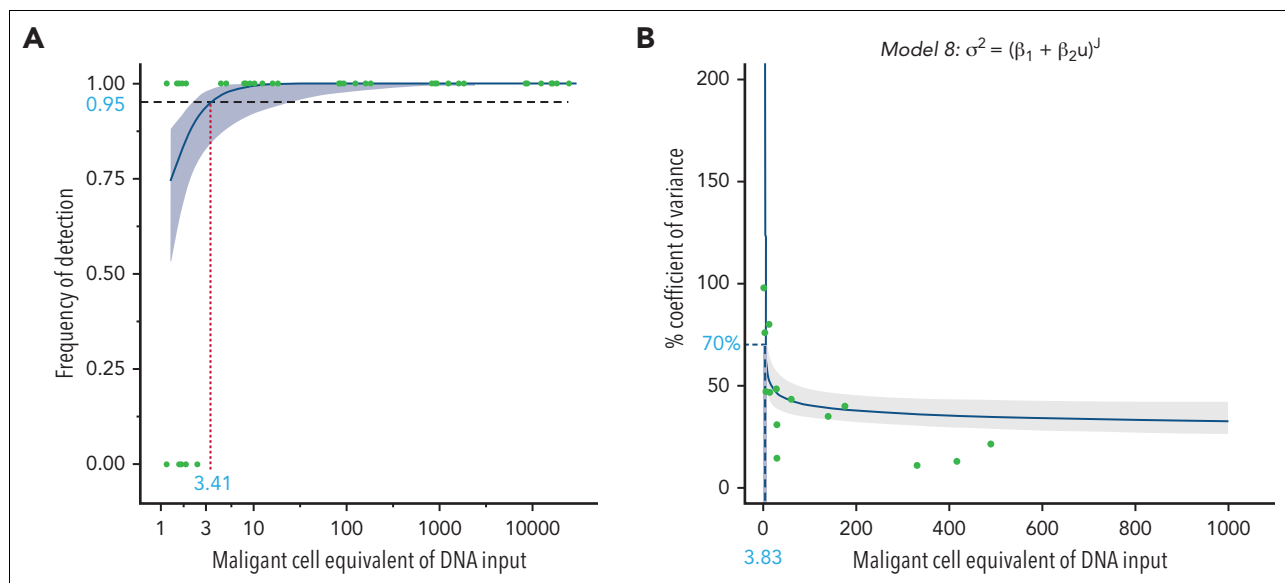 A
Frequency of detection
1.00
0.95
0.75
0.50
0.25
0.00
3.41
1 3 10 100 1000 10000
Maligant cell equivalent of DNA input
B
Model 8: σ² = (β₁ + β₂u)ᴶ
% coefficient of variance
200
150
100
70%
50
0
0 200 400 600 800 1000
3.83
Maligant cell equivalent of DNA input